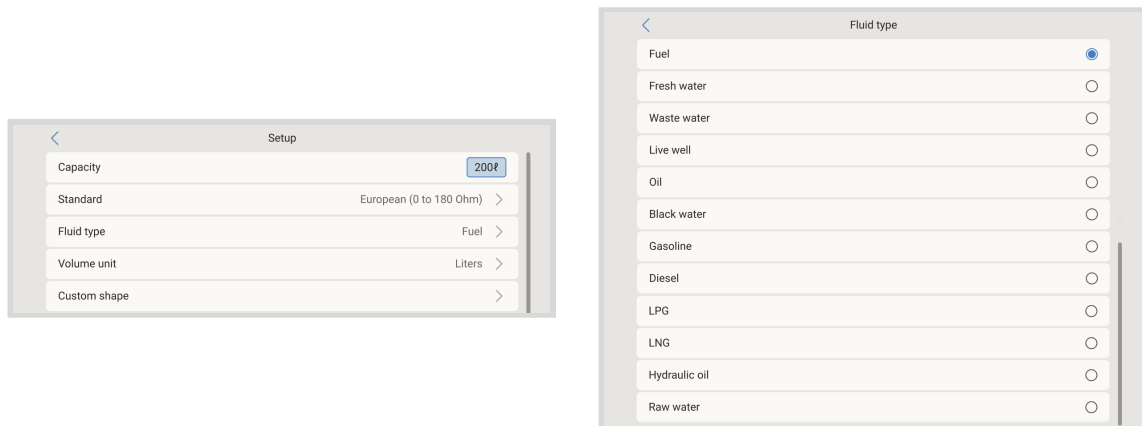 Setup
Capacity 200ℓ
Standard European (0 to 180 Ohm)
Fluid type Fuel
Volume unit Liters
Custom shape
Fluid type
Fuel
Fresh water
Waste water
Live well
Oil
Black water
Gasoline
Diesel
LPG
LNG
Hydraulic oil
Raw water